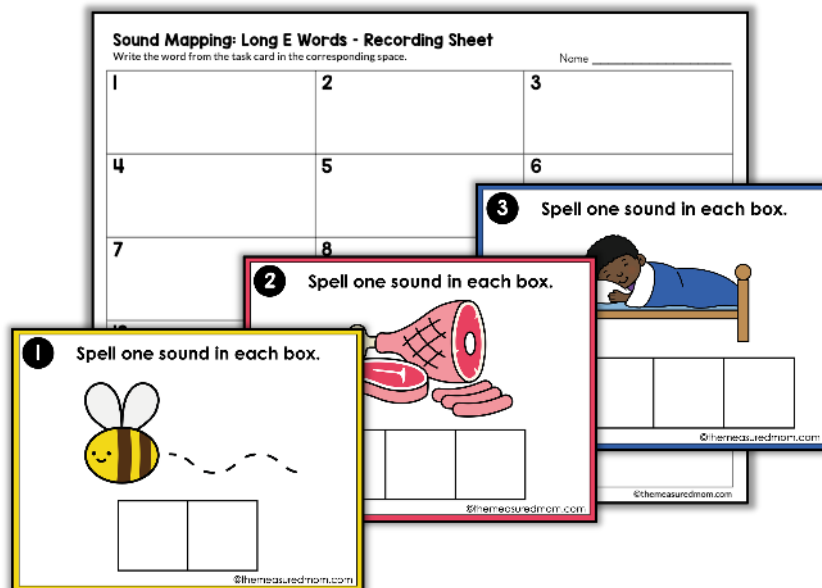 Sound Mapping: Long E Words - Recording Sheet
Write the word from the task card in the corresponding space.
Name
1
2
3
4
5
6
7
8
3
Spell one sound in each box.
©themeasuredmom.com
2
Spell one sound in each box.
©themeasuredmom.com
1
Spell one sound in each box.
©themeasuredmom.com
©themeasuredmom.com